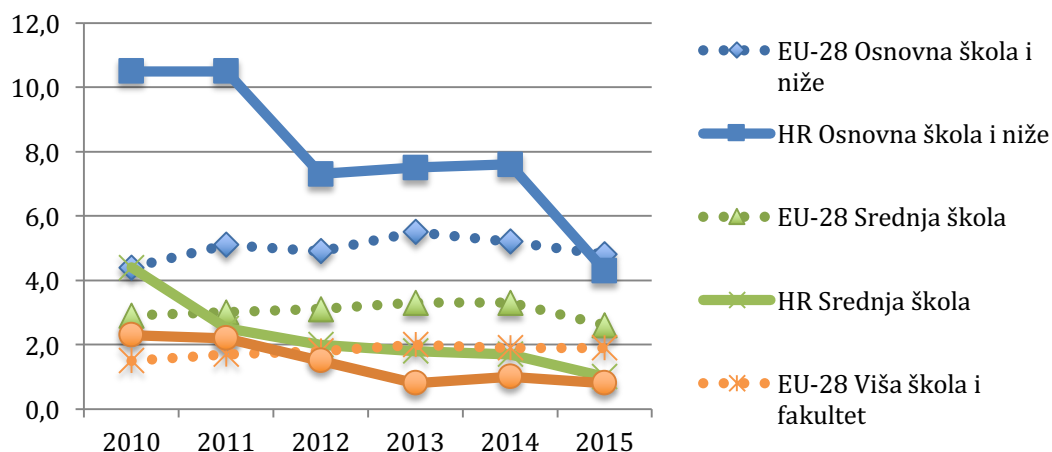 12,0
10,0
8,0
6,0
4,0
2,0
0,0
2010 2011 2012 2013 2014 2015
EU-28 Osnovna škola i
niže
HR Osnovna škola i niže
EU-28 Srednja škola
HR Srednja škola
EU-28 Viša škola i
fakultet